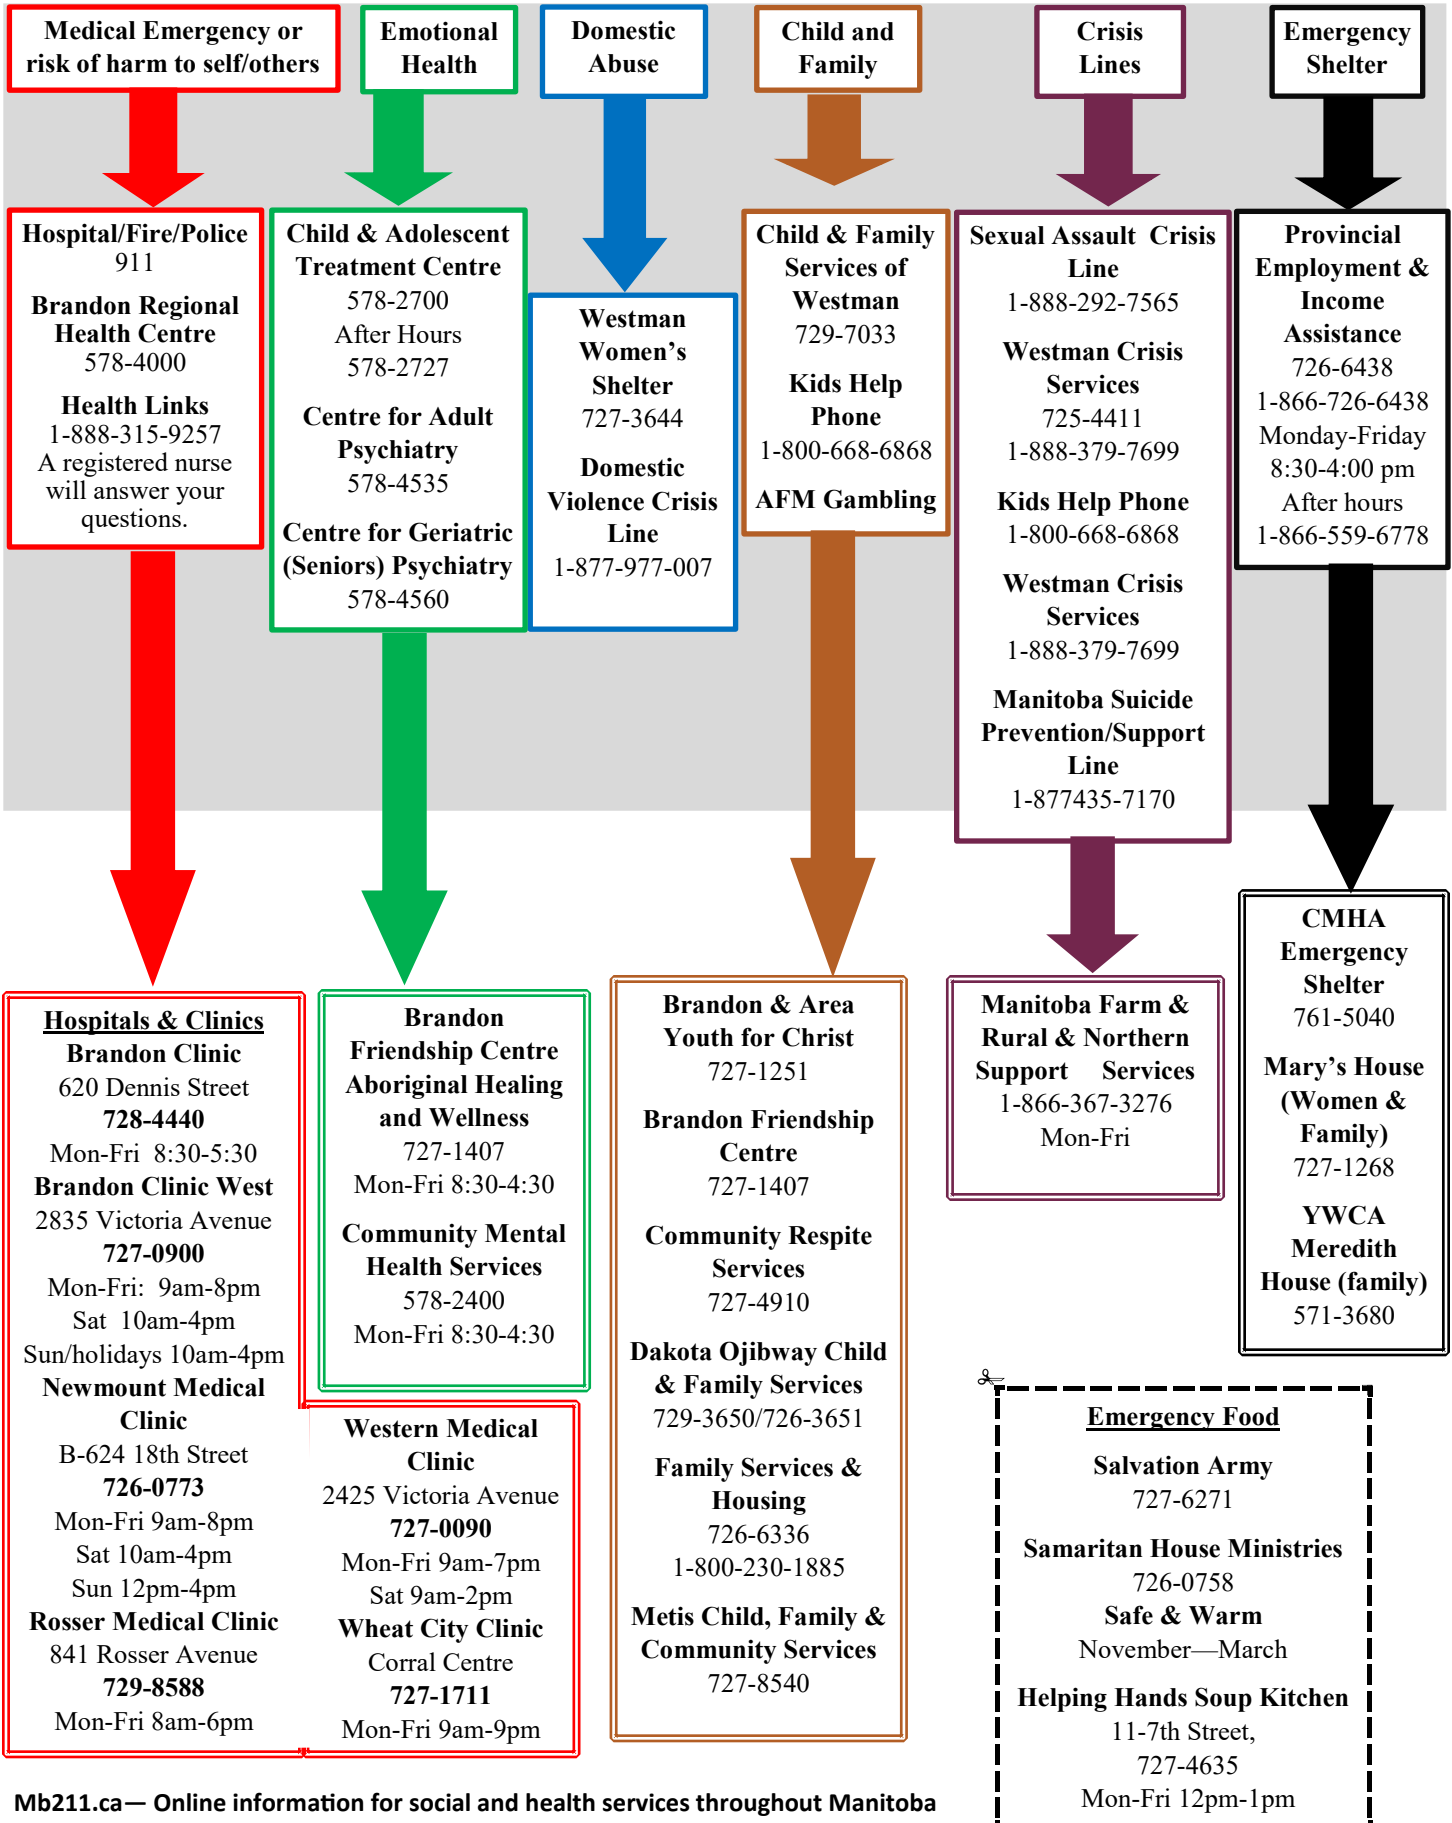 Medical Emergency or
risk of harm to self/others
Hospital/Fire/Police
911
Brandon Regional
Health Centre
578-4000
Health Links
1-888-315-9257
A registered nurse
will answer your
questions.
Hospitals & Clinics
Brandon Clinic
620 Dennis Street
728-4440
Mon-Fri 8:30-5:30
Brandon Clinic West
2835 Victoria Avenue
727-0900
Mon-Fri: 9am-8pm
Sat 10am-4pm
Sun/holidays 10am-4pm
Newmount Medical
Clinic
B-624 18th Street
726-0773
Mon-Fri 9am-8pm
Sat 10am-4pm
Sun 12pm-4pm
Rosser Medical Clinic
841 Rosser Avenue
729-8588
Mon-Fri 8am-6pm
Western Medical
Clinic
2425 Victoria Avenue
727-0090
Mon-Fri 9am-7pm
Sat 9am-2pm
Wheat City Clinic
Corral Centre
727-1711
Mon-Fri 9am-9pm
Emotional
Health
Child & Adolescent
Treatment Centre
578-2700
After Hours
578-2727
Centre for Adult
Psychiatry
578-4535
Centre for Geriatric
(Seniors) Psychiatry
578-4560
Brandon
Friendship Centre
Aboriginal Healing
and Wellness
727-1407
Mon-Fri 8:30-4:30
Community Mental
Health Services
578-2400
Mon-Fri 8:30-4:30
Domestic
Abuse
Westman
Women’s
Shelter
727-3644
Domestic
Violence Crisis
Line
1-877-977-007
Child and
Family
Child & Family
Services of
Westman
729-7033
Kids Help
Phone
1-800-668-6868
AFM Gambling
Brandon & Area
Youth for Christ
727-1251
Brandon Friendship
Centre
727-1407
Community Respite
Services
727-4910
Dakota Ojibway Child
& Family Services
729-3650/726-3651
Family Services &
Housing
726-6336
1-800-230-1885
Metis Child, Family &
Community Services
727-8540
Crisis
Lines
Sexual Assault Crisis
Line
1-888-292-7565
Westman Crisis
Services
725-4411
1-888-379-7699
Kids Help Phone
1-800-668-6868
Westman Crisis
Services
1-888-379-7699
Manitoba Suicide
Prevention/Support
Line
1-877435-7170
Manitoba Farm &
Rural & Northern
Support Services
1-866-367-3276
Mon-Fri
Emergency
Shelter
Provincial
Employment &
Income
Assistance
726-6438
1-866-726-6438
Monday-Friday
8:30-4:00 pm
After hours
1-866-559-6778
CMHA
Emergency
Shelter
761-5040
Mary’s House
(Women &
Family)
727-1268
YWCA
Meredith
House (family)
571-3680
Emergency Food
Salvation Army
727-6271
Samaritan House Ministries
726-0758
Safe & Warm
November—March
Helping Hands Soup Kitchen
11-7th Street,
727-4635
Mon-Fri 12pm-1pm
Mb211.ca— Online information for social and health services throughout Manitoba